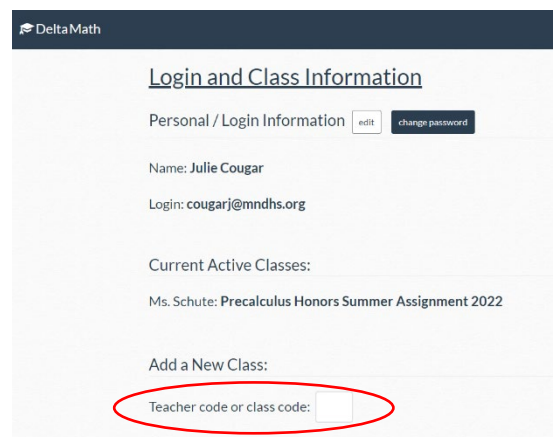 DeltaMath
Login and Class Information
Personal / Login Information edit change password
Name: Julie Cougar
Login: cougarj@mndhs.org
Current Active Classes:
Ms. Schute: Precalculus Honors Summer Assignment 2022
Add a New Class:
Teacher code or class code: